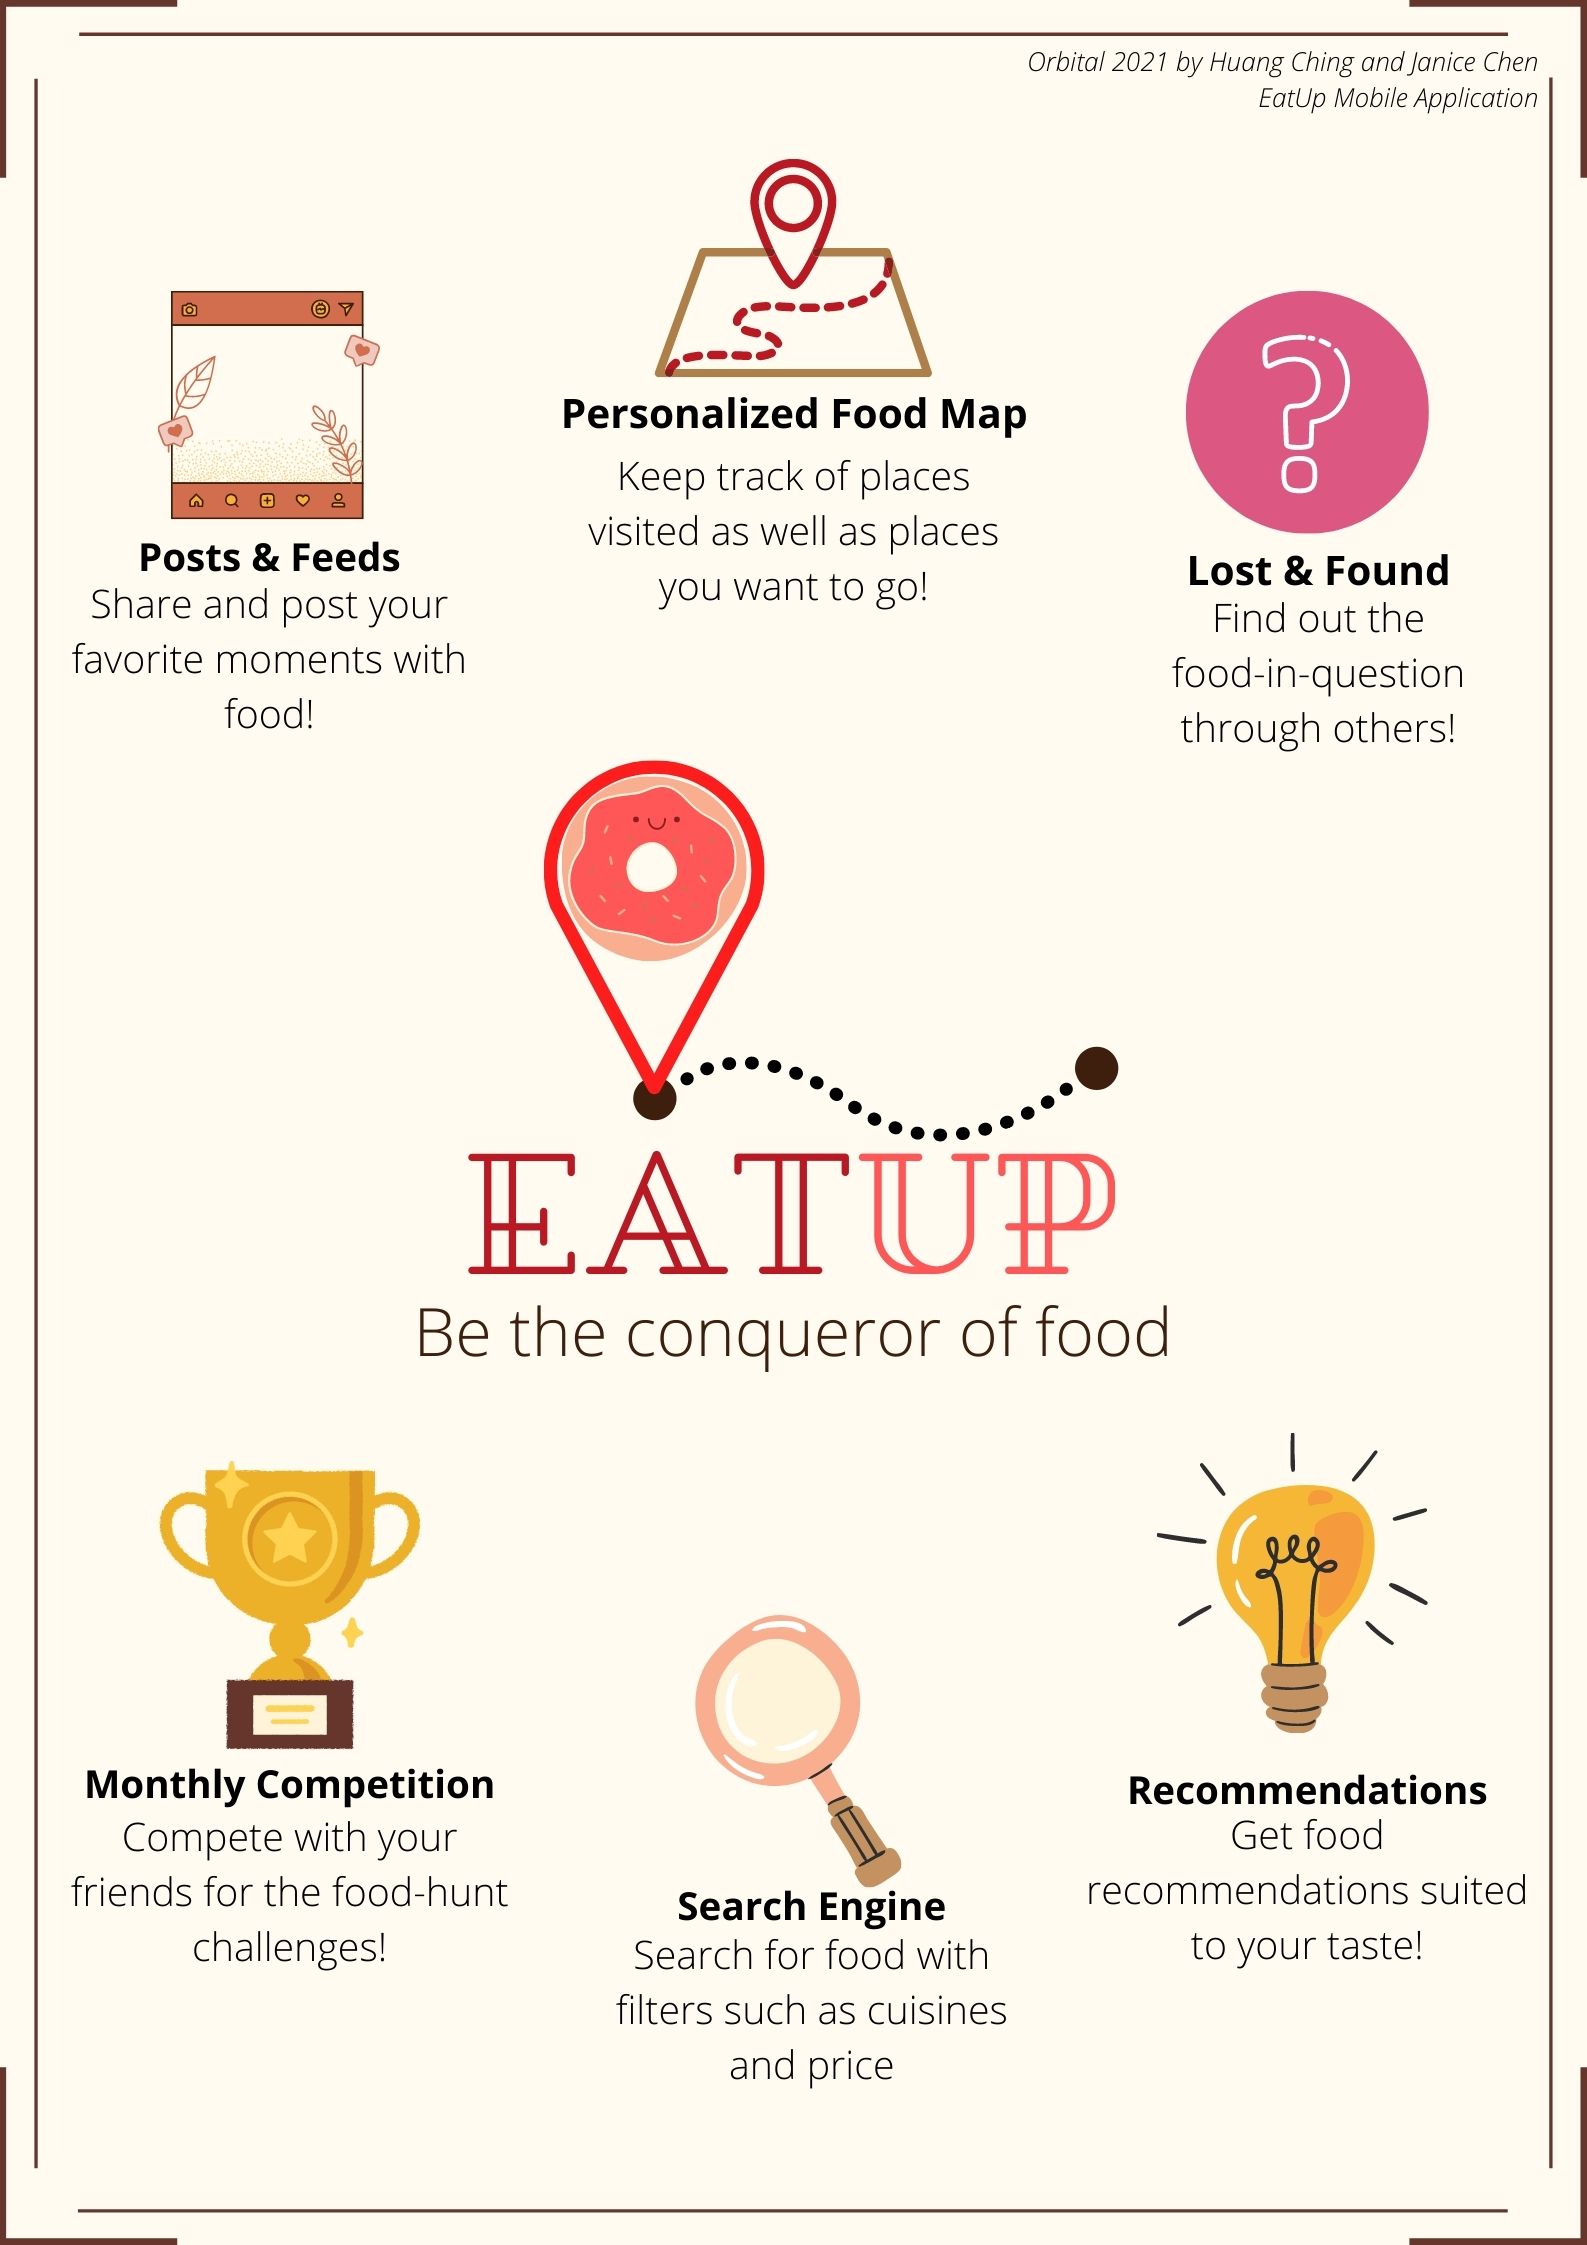 Orbital 2021 by Huang Ching and Janice Chen
EatUp Mobile Application
Posts & Feeds
Share and post your
favorite moments with
food!
Personalized Food Map
Keep track of places
visited as well as places
you want to go!
Lost & Found
Find out the
food-in-question
through others!
EATUP
Be the conqueror of food
Monthly Competition
Compete with your
friends for the food-hunt
challenges!
Search Engine
Search for food with
filters such as cuisines
and price
Recommendations
Get food
recommendations suited
to your taste!